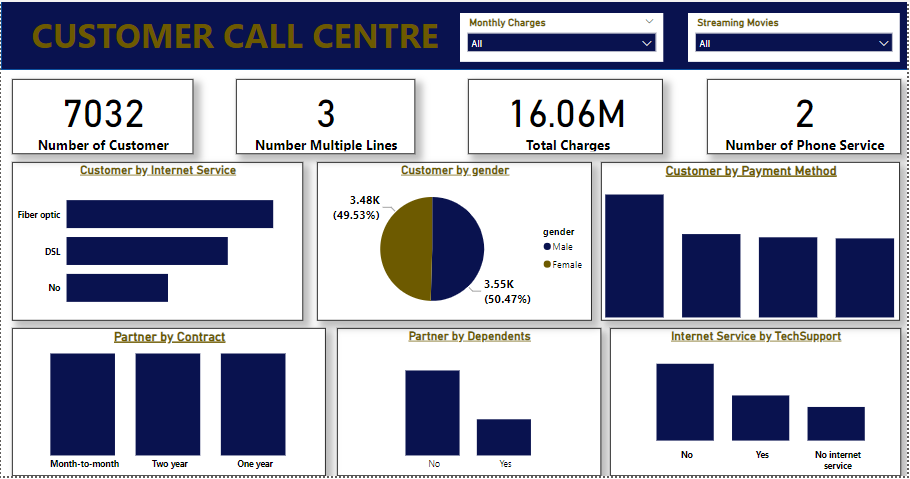 CUSTOMER CALL CENTRE
Monthly Charges
All
Streaming Movies
All
7032
Number of Customer
3
Number Multiple Lines
16.06M
Total Charges
2
Number of Phone Service
Customer by Internet Service
Fiber optic
DSL
No
Customer by gender
3.48K
(49.53%)
3.55K
(50.47%)
gender
Male
Female
Customer by Payment Method
Partner by Contract
Month-to-month
Two year
One year
Partner by Dependents
No
Yes
Internet Service by TechSupport
No
Yes
No internet
service